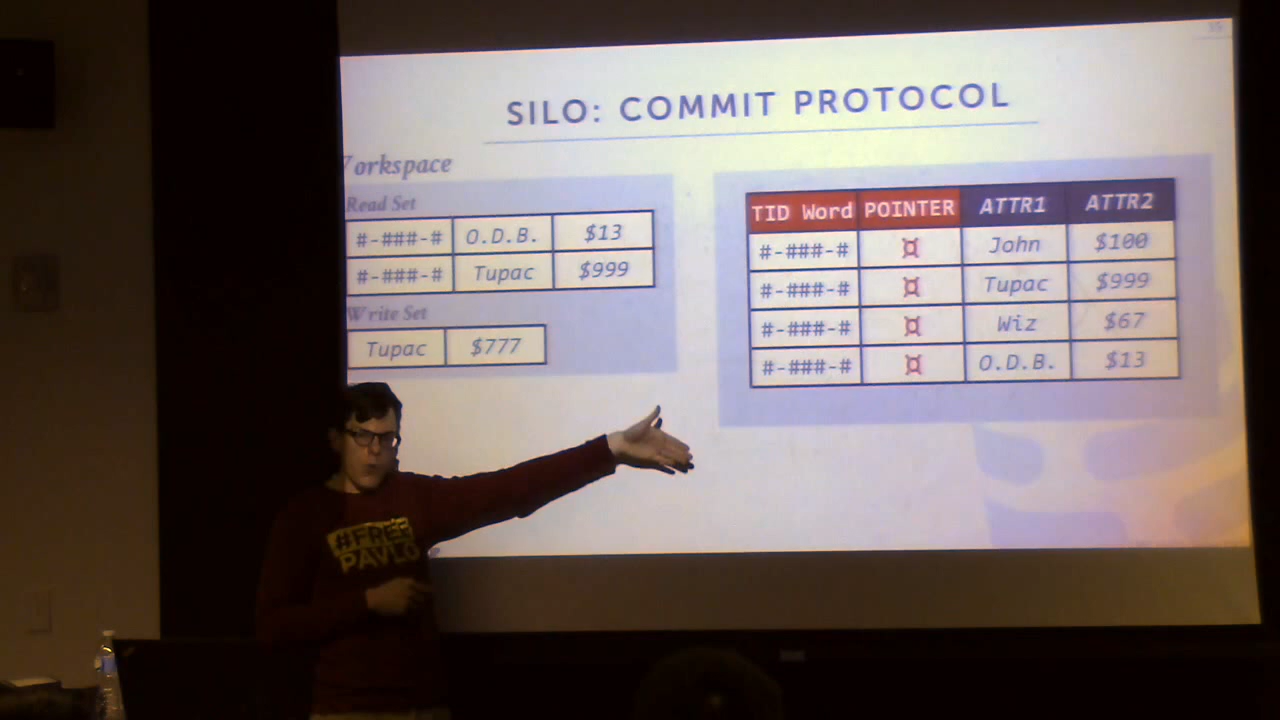 SILO: COMMIT PROTOCOL
Workspace
Read Set
#-###-# O.D.B. $13
#-###-# Tupac $999
Write Set
Tupac $777
TID Word POINTER ATTR1 ATTR2
#-###-# ¤ John $100
#-###-# ¤ Tupac $999
#-###-# ¤ Wiz $67
#-###-# ¤ O.D.B. $13
#FREE
PAVLO